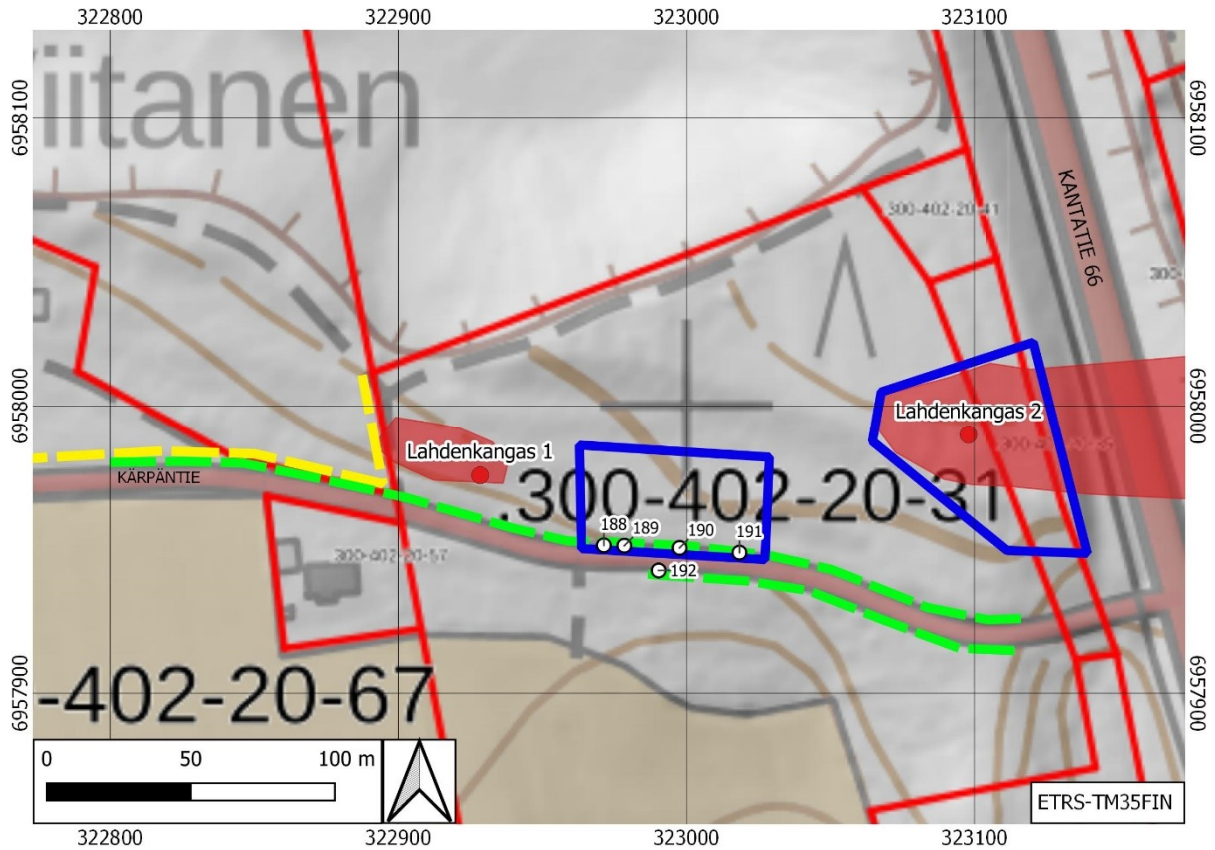 322800 322900 323000 323100
iitanen
6958100 6958100
KANTATIE 66
300-402-20-41
300-
6958000 6958000
Lahdenkangas 2
Lahdenkangas 1
KÄRPÄNTIE
.300-402-20-31
188 189 190 191
300-402-20-57
192
-402-20-67
6957900 6957900
0 50 100 m
ETRS-TM35FIN
322800 322900 323000 323100